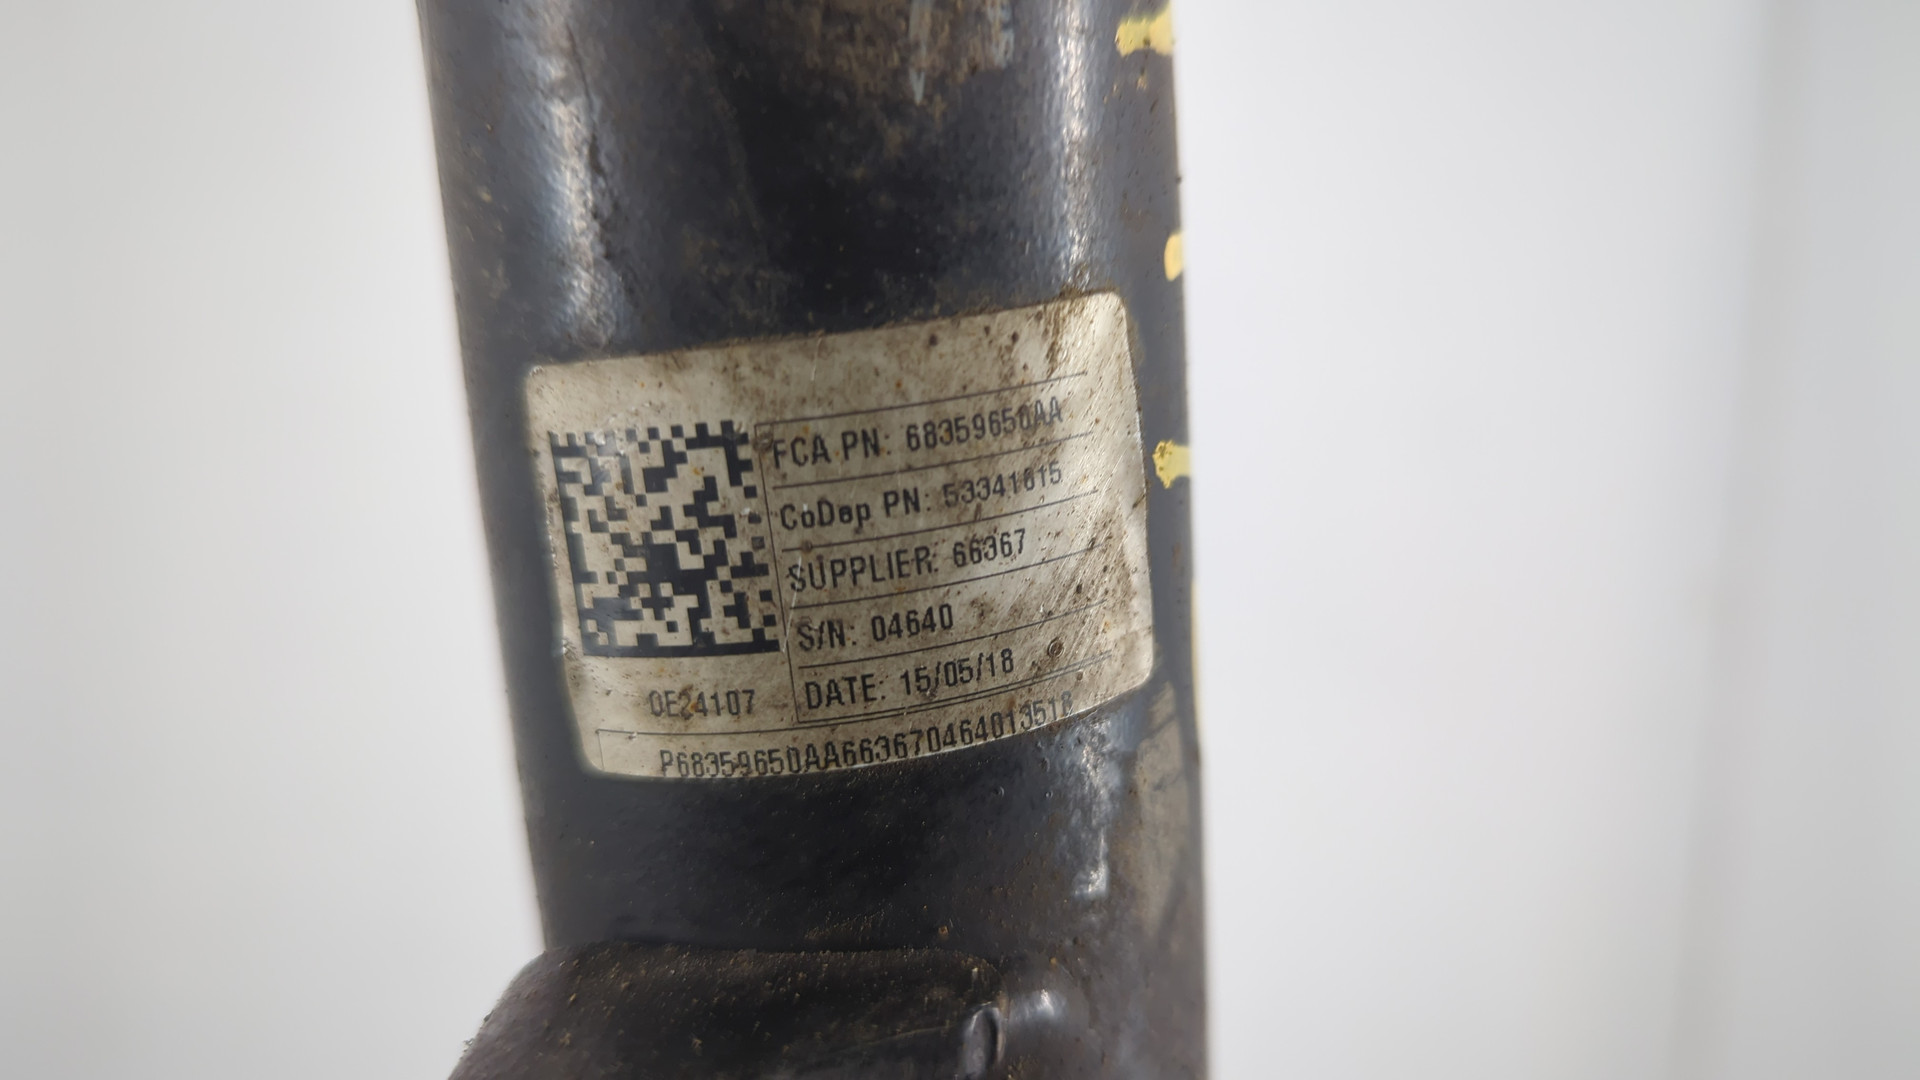 FCA PN: 68359650AA
CoDep PN: 53341815
SUPPLIER: 66367
S/N: 04640
DATE: 15/05/18
0E24107
P68359650AA663670464013518